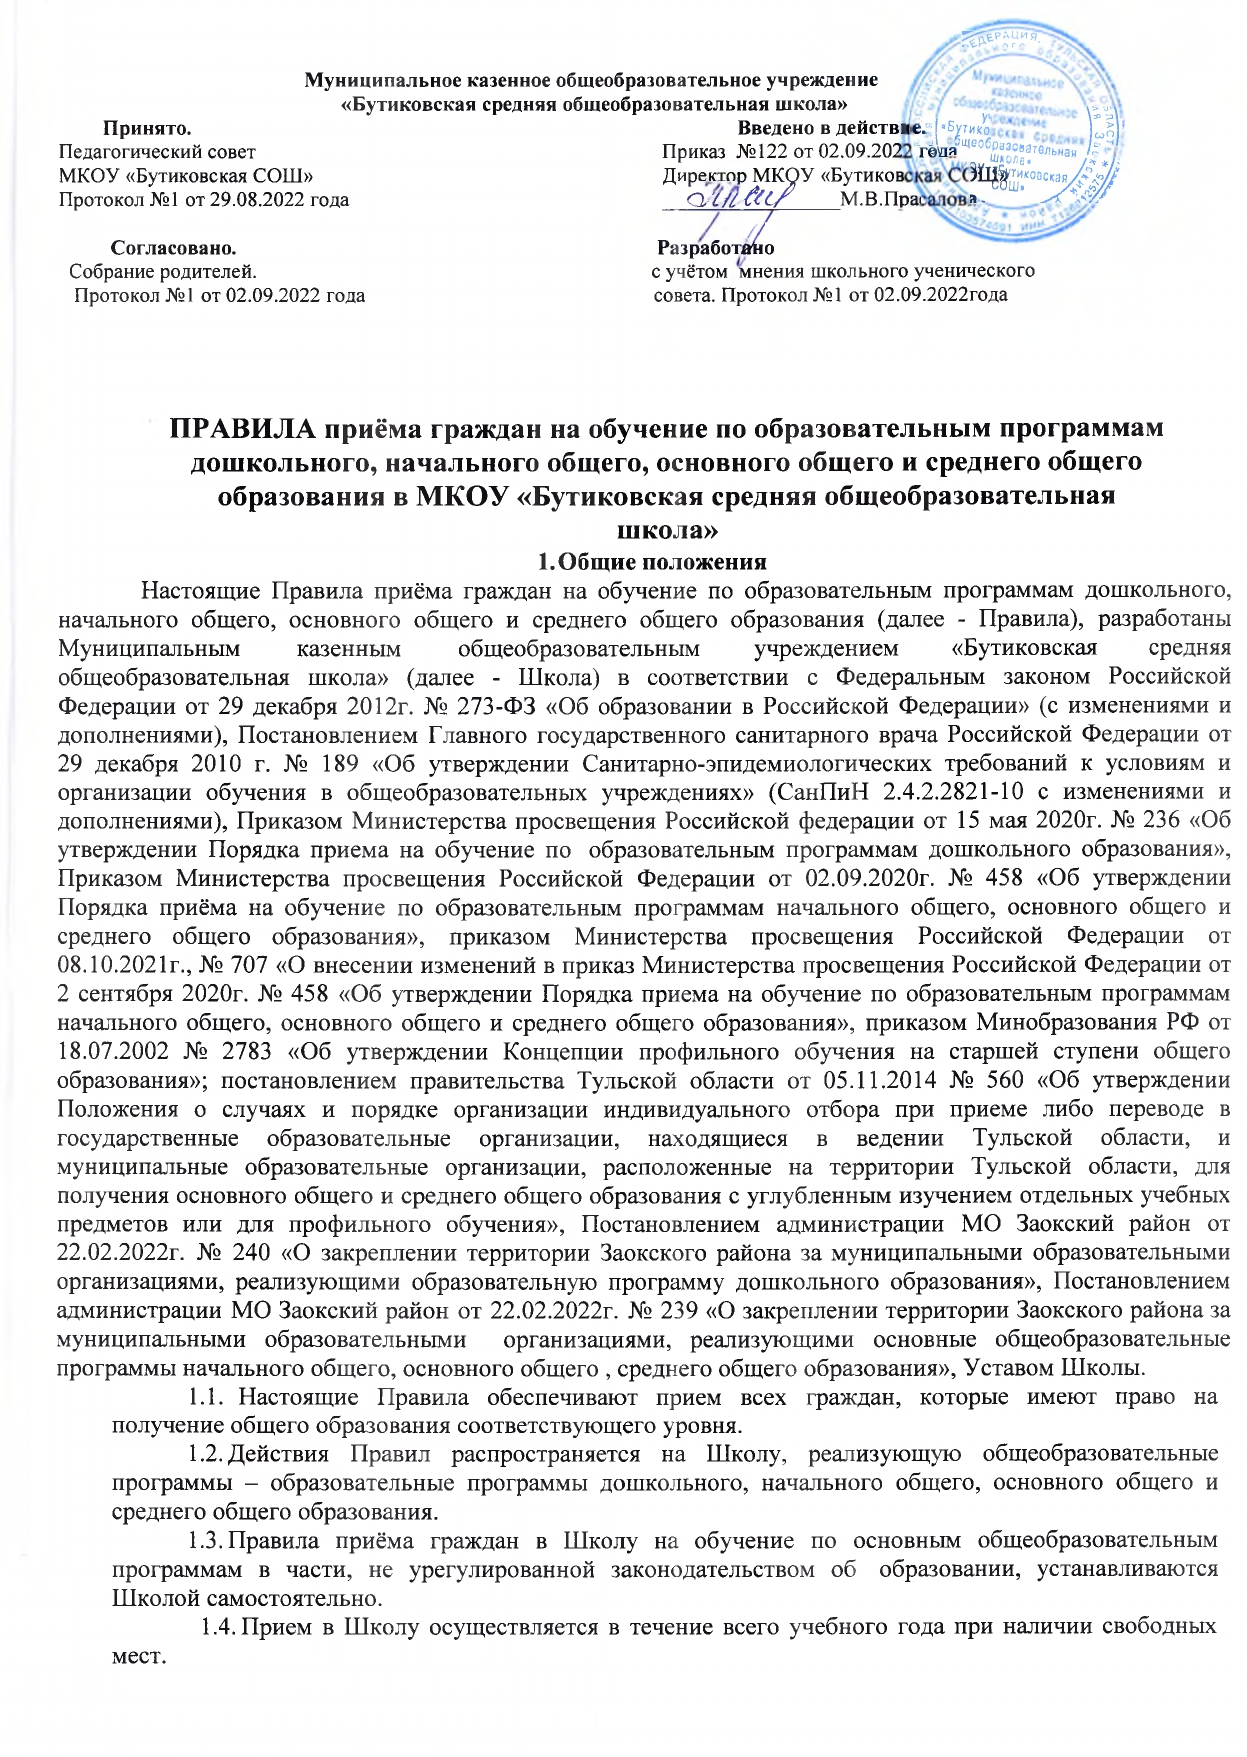 Муниципальное казенное общеобразовательное учреждение
«Бутиковская средняя общеобразовательная школа»
Принято. Введено в действие.
Педагогический совет Приказ №122 от 02.09.2022 года
МКОУ «Бутиковская СОШ» Директор МКОУ «Бутиковская СОШ»
Протокол №1 от 29.08.2022 года ________________М.В.Прасалова
Согласовано. Разработано
Собрание родителей. с учётом мнения школьного ученического
Протокол №1 от 02.09.2022 года совета. Протокол №1 от 02.09.2022года
Муниципальное
казенное
общеобразовательное
учреждение
«Бутиковская средняя
общеобразовательная
школа»
МКОУ «Бутиковская
СОШ»
ПРАВИЛА приёма граждан на обучение по образовательным программам
дошкольного, начального общего, основного общего и среднего общего
образования в МКОУ «Бутиковская средняя общеобразовательная
школа»
1.Общие положения
Настоящие Правила приёма граждан на обучение по образовательным программам дошкольного,
начального общего, основного общего и среднего общего образования (далее - Правила), разработаны
Муниципальным казенным общеобразовательным учреждением «Бутиковская средняя
общеобразовательная школа» (далее - Школа) в соответствии с Федеральным законом Российской
Федерации от 29 декабря 2012г. № 273-ФЗ «Об образовании в Российской Федерации» (с изменениями и
дополнениями), Постановлением Главного государственного санитарного врача Российской Федерации от
29 декабря 2010 г. № 189 «Об утверждении Санитарно-эпидемиологических требований к условиям и
организации обучения в общеобразовательных учреждениях» (СанПиН 2.4.2.2821-10 с изменениями и
дополнениями), Приказом Министерства просвещения Российской федерации от 15 мая 2020г. № 236 «Об
утверждении Порядка приема на обучение по образовательным программам дошкольного образования»,
Приказом Министерства просвещения Российской Федерации от 02.09.2020г. № 458 «Об утверждении
Порядка приёма на обучение по образовательным программам начального общего, основного общего и
среднего общего образования», приказом Министерства просвещения Российской Федерации от
08.10.2021г., № 707 «О внесении изменений в приказ Министерства просвещения Российской Федерации от
2 сентября 2020г. № 458 «Об утверждении Порядка приема на обучение по образовательным программам
начального общего, основного общего и среднего общего образования», приказом Минобразования РФ от
18.07.2002 № 2783 «Об утверждении Концепции профильного обучения на старшей ступени общего
образования»; постановлением правительства Тульской области от 05.11.2014 № 560 «Об утверждении
Положения о случаях и порядке организации индивидуального отбора при приеме либо переводе в
государственные образовательные организации, находящиеся в ведении Тульской области, и
муниципальные образовательные организации, расположенные на территории Тульской области, для
получения основного общего и среднего общего образования с углубленным изучением отдельных учебных
предметов или для профильного обучения», Постановлением администрации МО Заокский район от
22.02.2022г. № 240 «О закреплении территории Заокского района за муниципальными образовательными
организациями, реализующими образовательную программу дошкольного образования», Постановлением
администрации МО Заокский район от 22.02.2022г. № 239 «О закреплении территории Заокского района за
муниципальными образовательными организациями, реализующими основные общеобразовательные
программы начального общего, основного общего , среднего общего образования», Уставом Школы.
1.1. Настоящие Правила обеспечивают прием всех граждан, которые имеют право на
получение общего образования соответствующего уровня.
1.2. Действия Правил распространяется на Школу, реализующую общеобразовательные
программы – образовательные программы дошкольного, начального общего, основного общего и
среднего общего образования.
1.3. Правила приёма граждан в Школу на обучение по основным общеобразовательным
программам в части, не урегулированной законодательством об образовании, устанавливаются
Школой самостоятельно.
1.4. Прием в Школу осуществляется в течение всего учебного года при наличии свободных
мест.